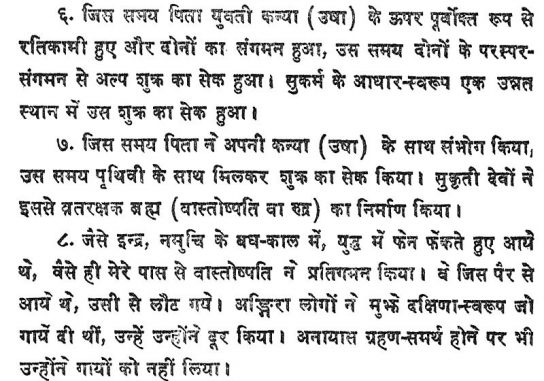 ६. जिस समय पिता युवती कन्या (उषा) के ऊपर पूर्वोक्त रूप से
रतिकामी हुए और दोनों का संगमन हुआ, उस समय दोनों के परस्पर-
संगमन से अल्प शुक्र का सेक हुआ। सुकर्म के आधार-स्वरूप एक उन्नत
स्थान में उस शुक्र का सेक हुआ।
७. जिस समय पिता ने अपनी कन्या (उषा) के साथ संभोग किया,
उस समय पृथिवी के साथ मिलकर शुक्र का सेक किया। सुकृती देवों ने
इससे व्रतरक्षक ब्रह्म (वास्तोष्पति वा रुद्र) का निर्माण किया।
८. जैसे इन्द्र, नमुचि के वध-काल में, युद्ध में फेन फेंकते हुए आये
थे, वैसे ही मेरे पास से वास्तोष्पति ने प्रतिगमन किया। वे जिस पैर से
आये थे, उसी से लौट गये। अङ्गिरा लोगों ने मुझे दक्षिणा-स्वरूप जो
गायें दी थीं, उन्हें उन्होंने दूर किया। अनायास ग्रहण-समर्थ होने पर भी
उन्होंने गायों को नहीं लिया।